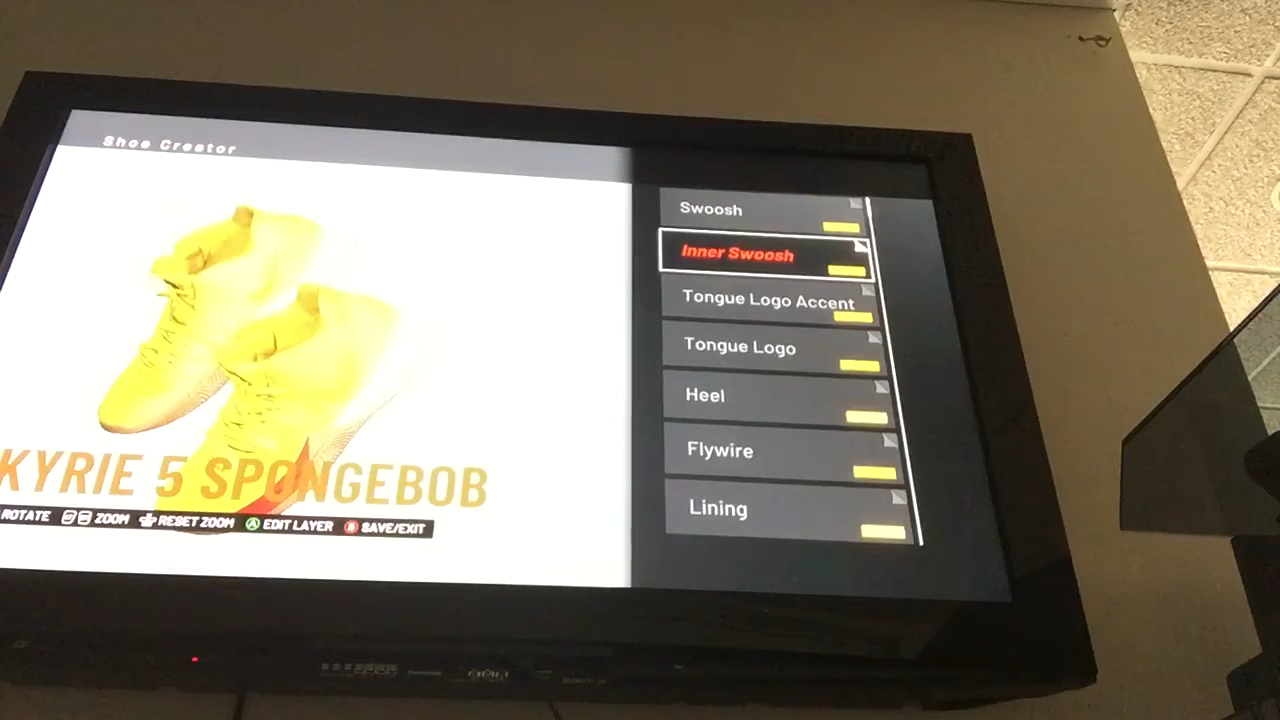 Shoe Creator
Swoosh
Inner Swoosh
Tongue Logo Accent
Tongue Logo
Heel
Flywire
Lining
KYRIE 5 SPONGEBOB
ROTATE ZOOM RESET ZOOM A EDIT LAYER B SAVE/EXIT